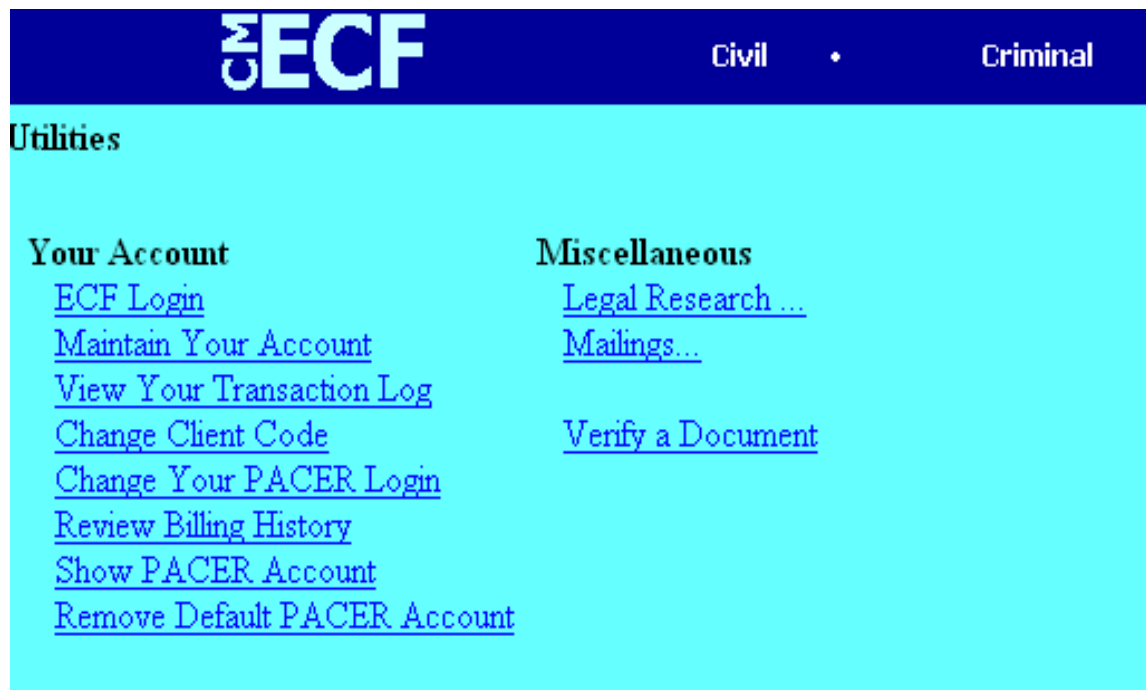 CM ECF Civil • Criminal
Utilities
Your Account
ECF Login
Maintain Your Account
View Your Transaction Log
Change Client Code
Change Your PACER Login
Review Billing History
Show PACER Account
Remove Default PACER Account
Miscellaneous
Legal Research ...
Mailings...
Verify a Document